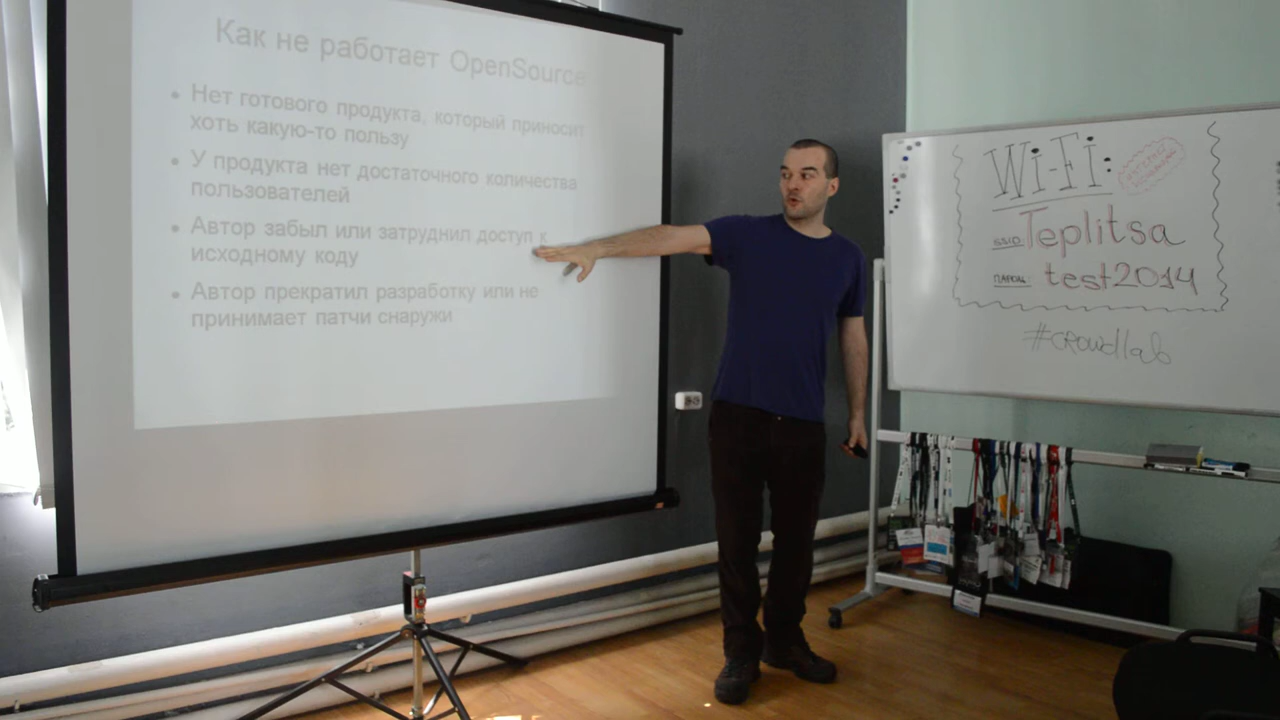 Как не работает OpenSource
• Нет готового продукта, который приносит
хоть какую-то пользу
• У продукта нет достаточного количества
пользователей
• Автор забыл или затруднил доступ к
исходному коду
• Автор прекратил разработку или не
принимает патчи снаружи
Wi-Fi:
SSID: Teplitsa
ПАРОЛЬ: test2014
#crowdlab